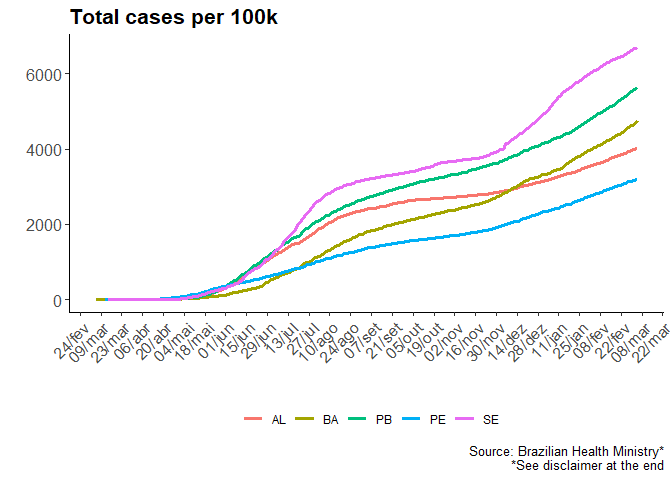 Total cases per 100k
6000
4000
2000
0
24/fev
09/mar
23/mar
06/abr
20/abr
04/mai
18/mai
01/jun
15/jun
29/jun
13/jul
27/jul
10/ago
24/ago
07/set
21/set
05/out
19/out
02/nov
16/nov
30/nov
14/dez
28/dez
11/jan
25/jan
08/fev
22/fev
08/mar
22/mar
AL BA PB PE SE
Source: Brazilian Health Ministry*
*See disclaimer at the end